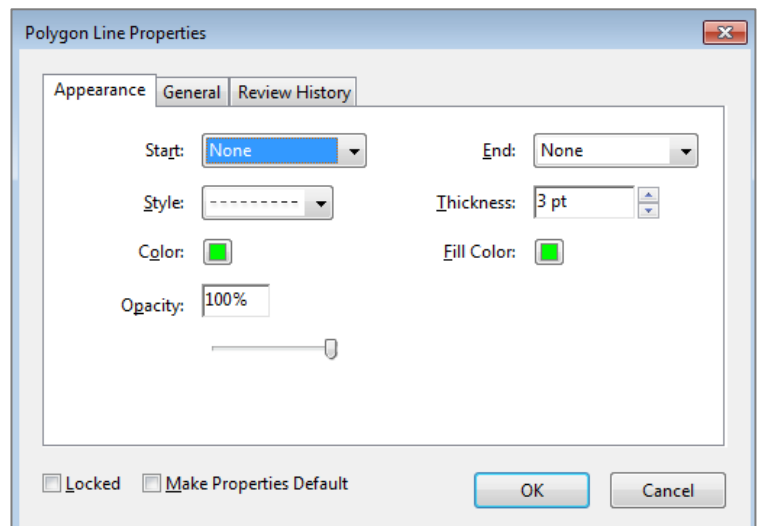 Polygon Line Properties
Appearance General Review History
Start: None End: None
Style: Thickness: 3 pt
Color: Fill Color:
Opacity: 100%
Locked Make Properties Default OK Cancel